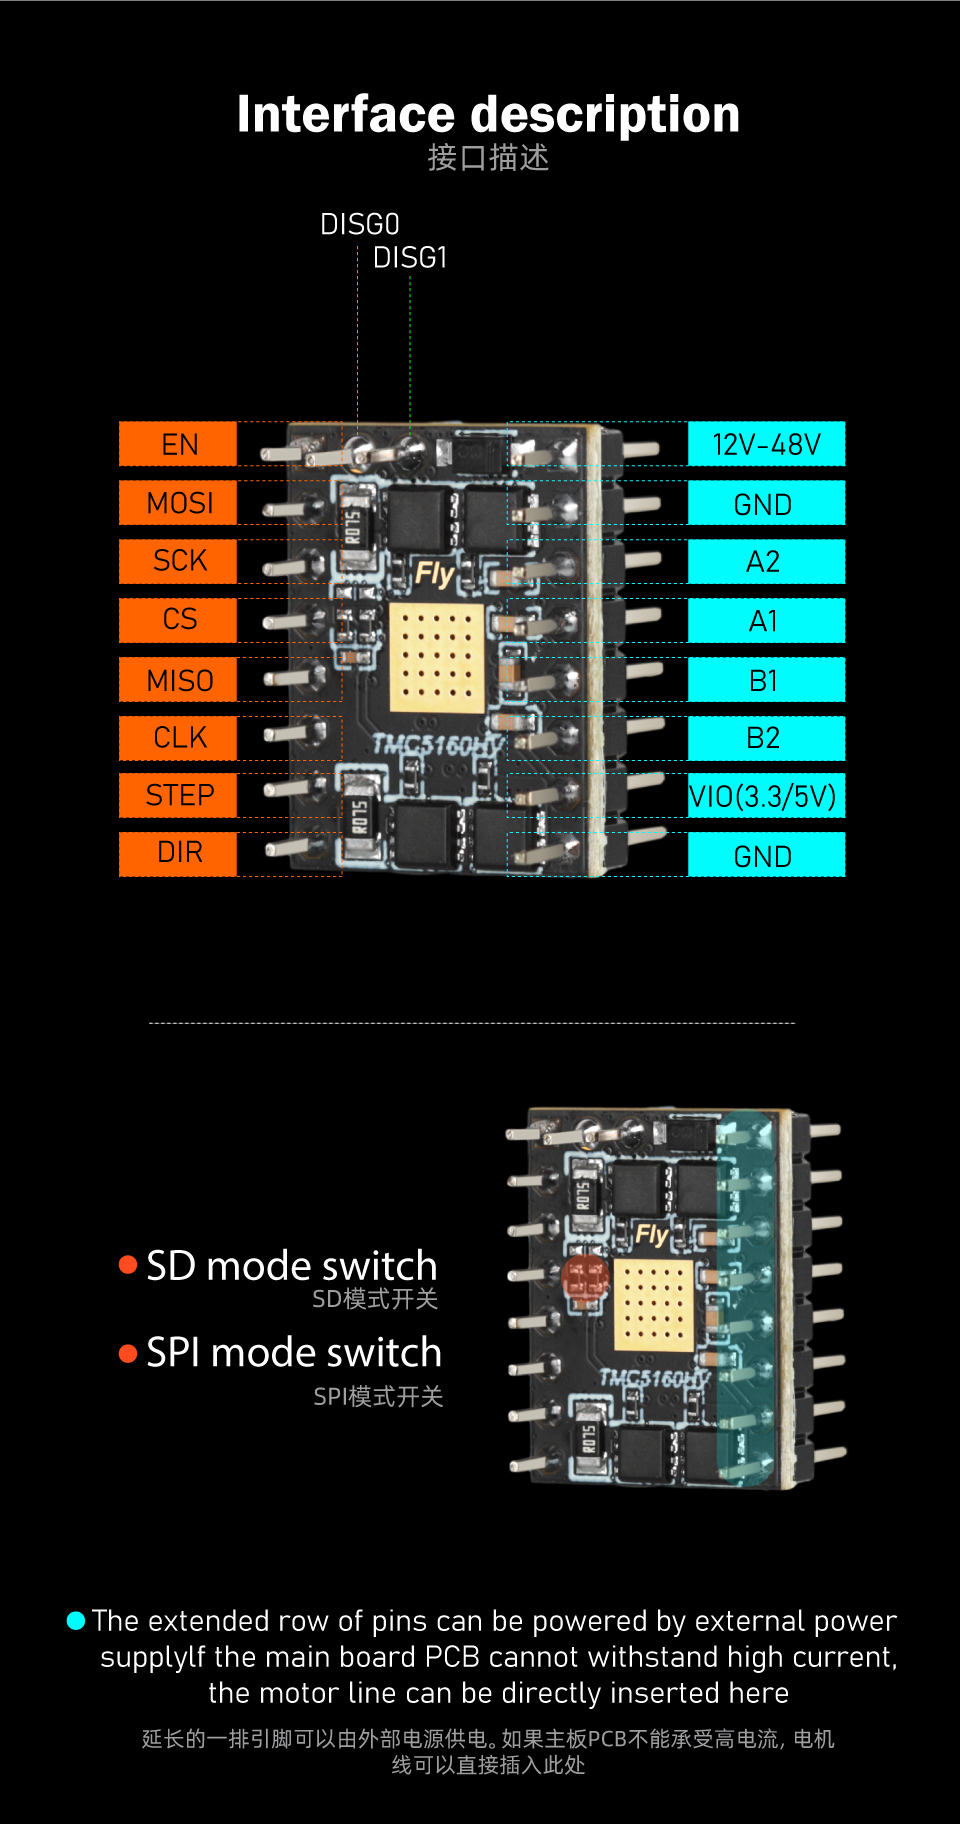 Interface description
接口描述
DISG0
DISG1
EN
12V-48V
MOSI
GND
R075
SCK
A2
Fly
CS
A1
MISO
B1
CLK
B2
TMC5160HV
STEP
VIO(3.3/5V)
R075
DIR
GND
R075
Fly
SD mode switch
SD模式开关
SPI mode switch
SPI模式开关
TMC5160HV
R075
The extended row of pins can be powered by external power
supplylf the main board PCB cannot withstand high current,
the motor line can be directly inserted here
延长的一排引脚可以由外部电源供电。如果主板PCB不能承受高电流, 电机
线可以直接插入此处